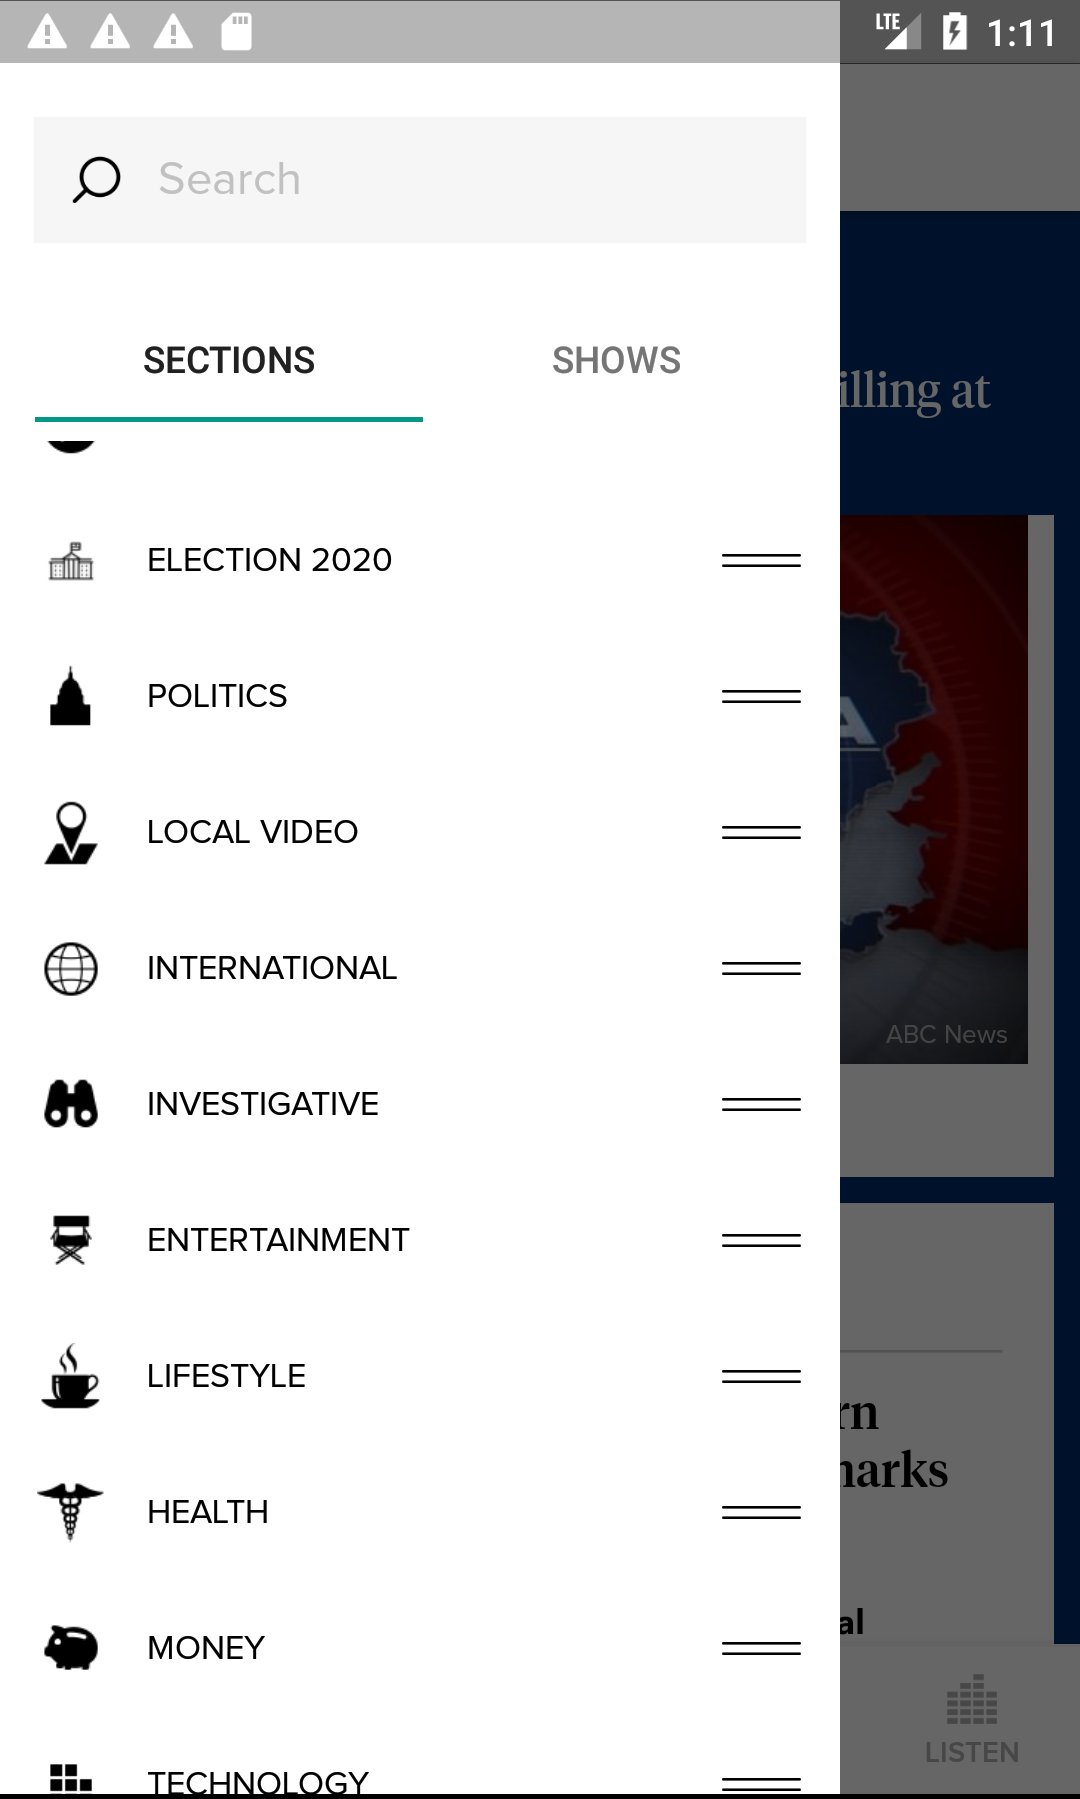 LTE 1:11
Search
SECTIONS SHOWS
illing at
ELECTION 2020
POLITICS
LOCAL VIDEO
INTERNATIONAL
ABC News
INVESTIGATIVE
ENTERTAINMENT
LIFESTYLE
rn
narks
HEALTH
al
MONEY
LISTEN
TECHNOLOGY